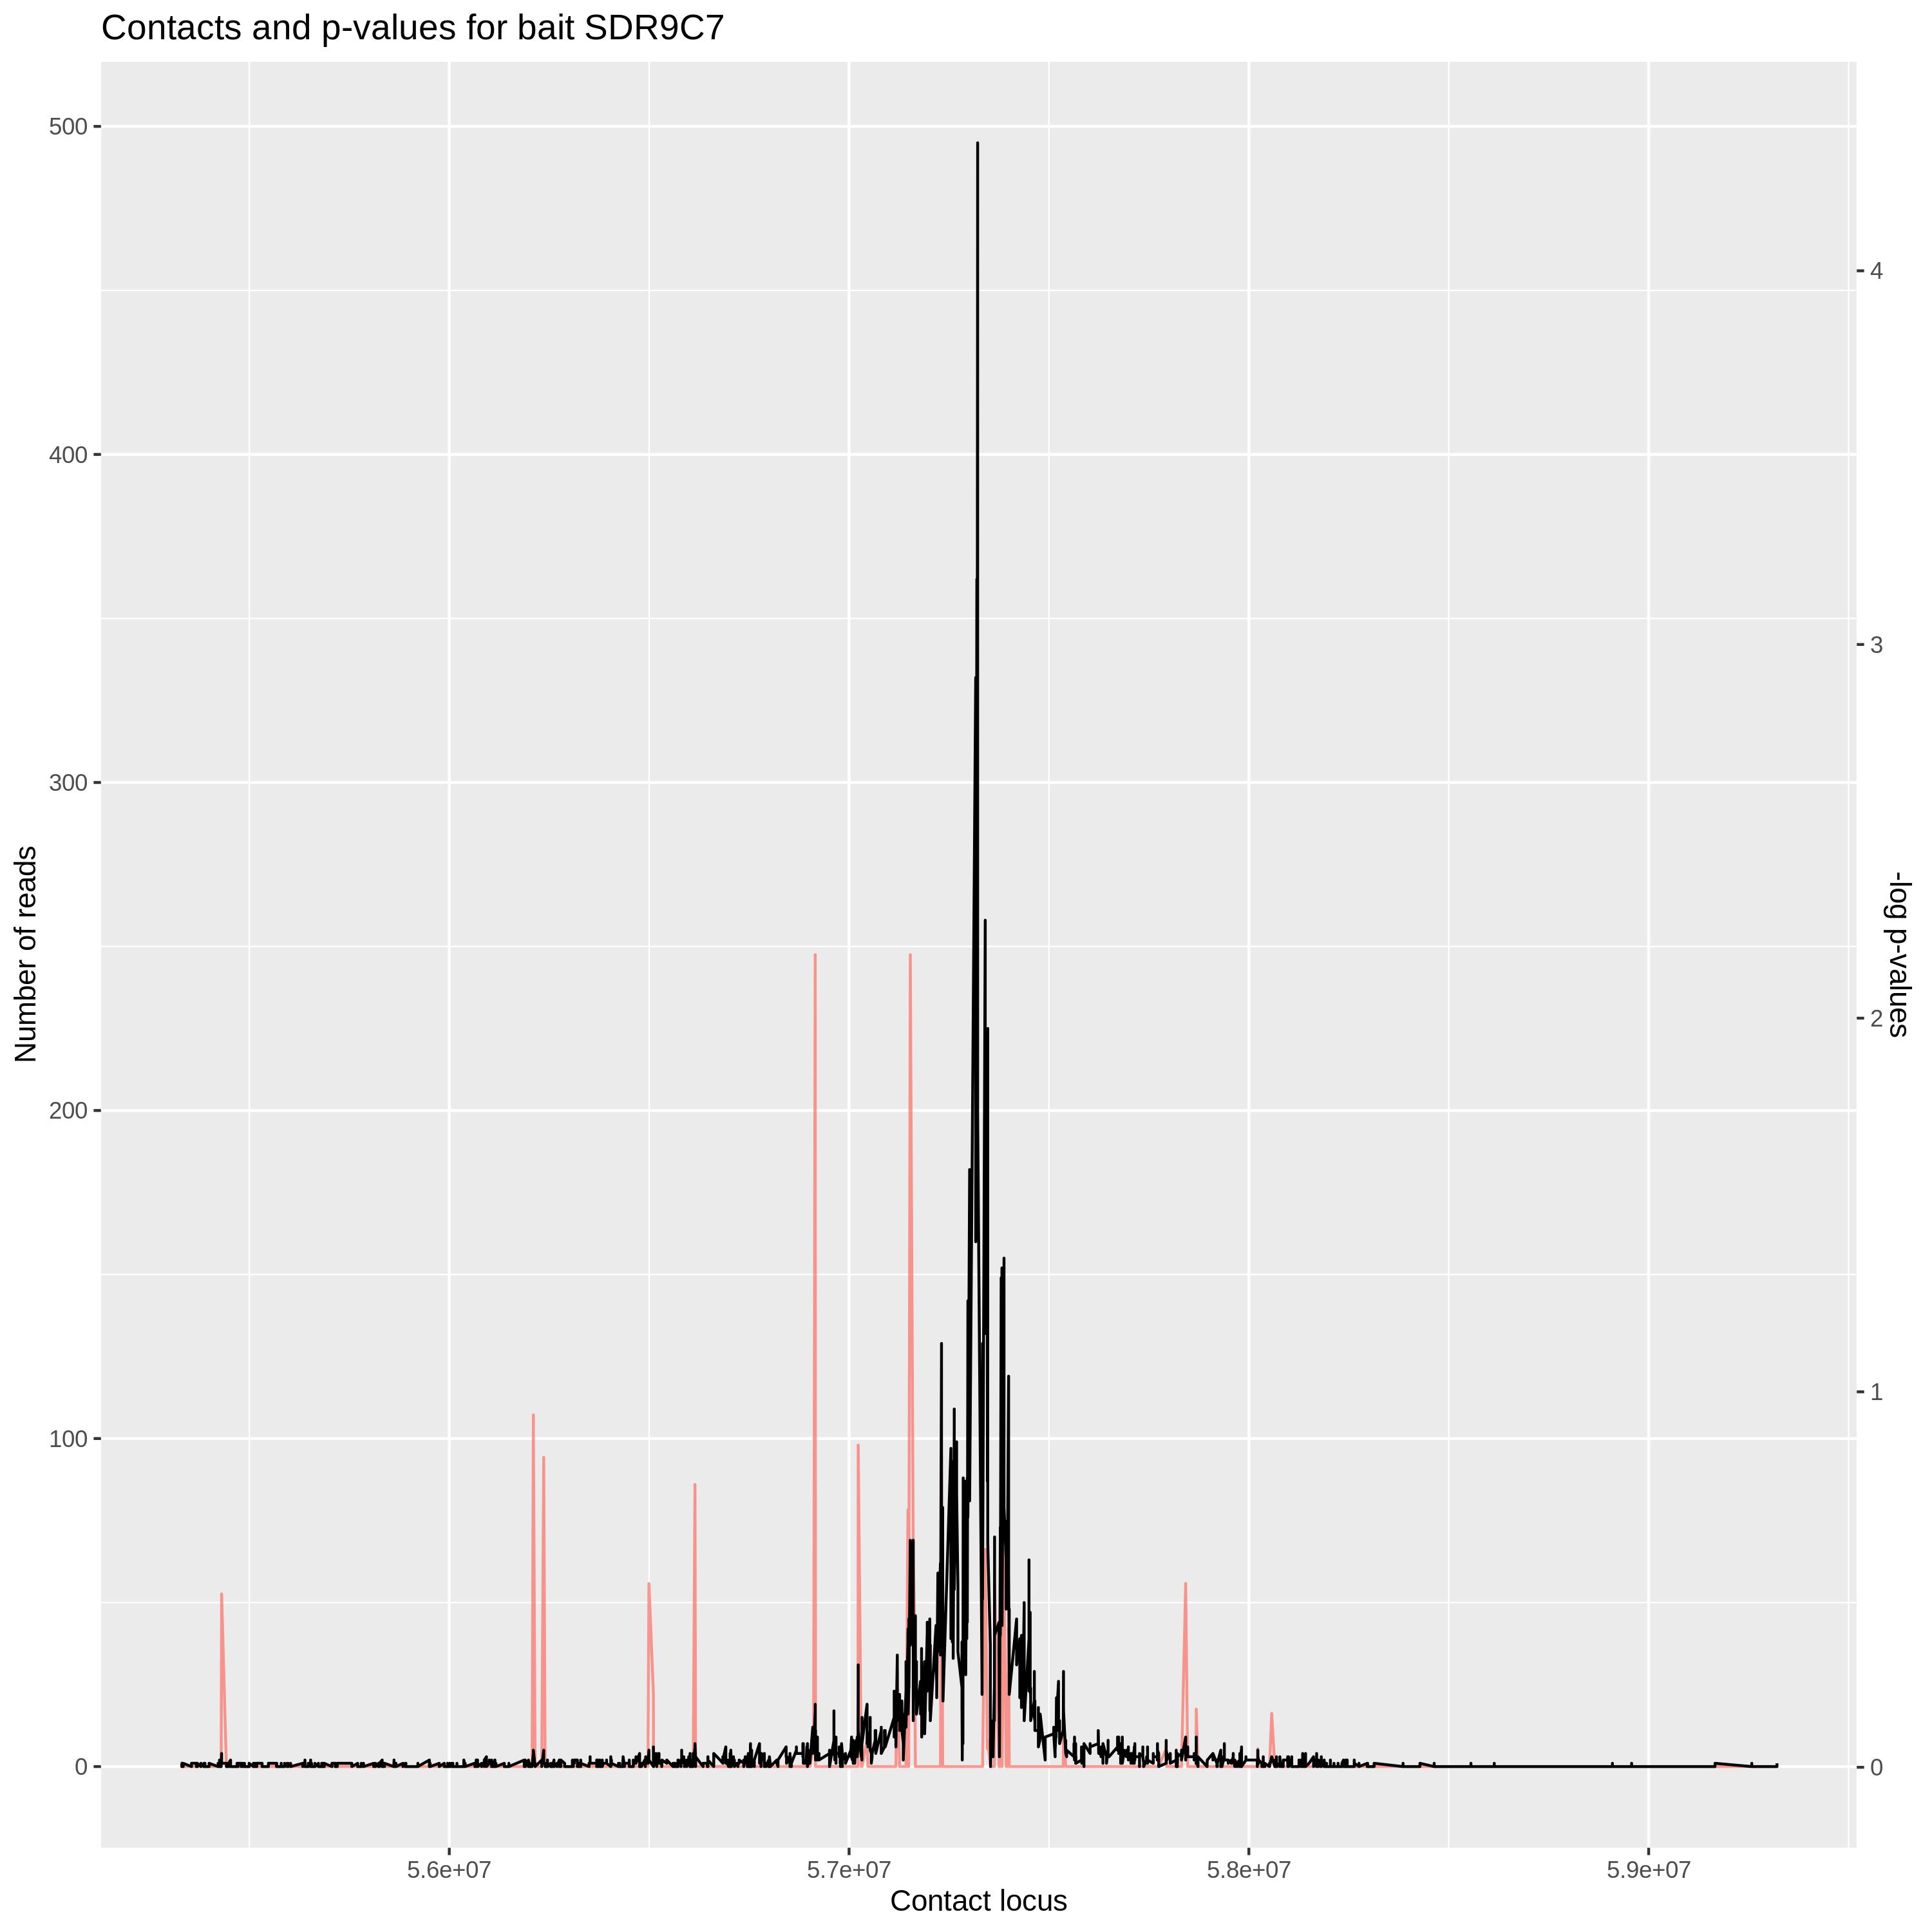 Contacts and p-values for bait SDR9C7
500
400
300
200
100
0
Number of reads
4
3
2
1
0
-log p-values
5.6e+07
5.7e+07
5.8e+07
5.9e+07
Contact locus